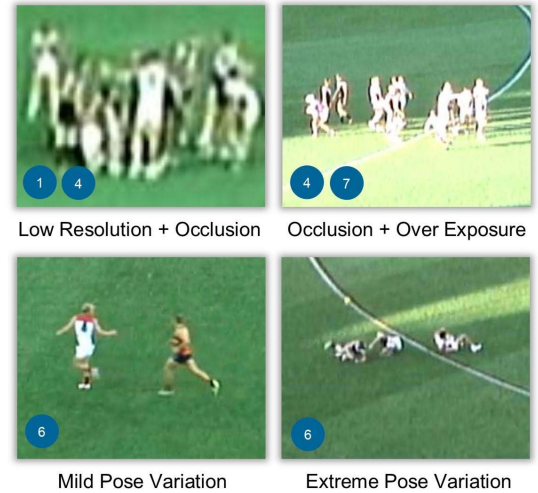 1 4
4 7
Low Resolution + Occlusion
Occlusion + Over Exposure
6
6
Mild Pose Variation
Extreme Pose Variation